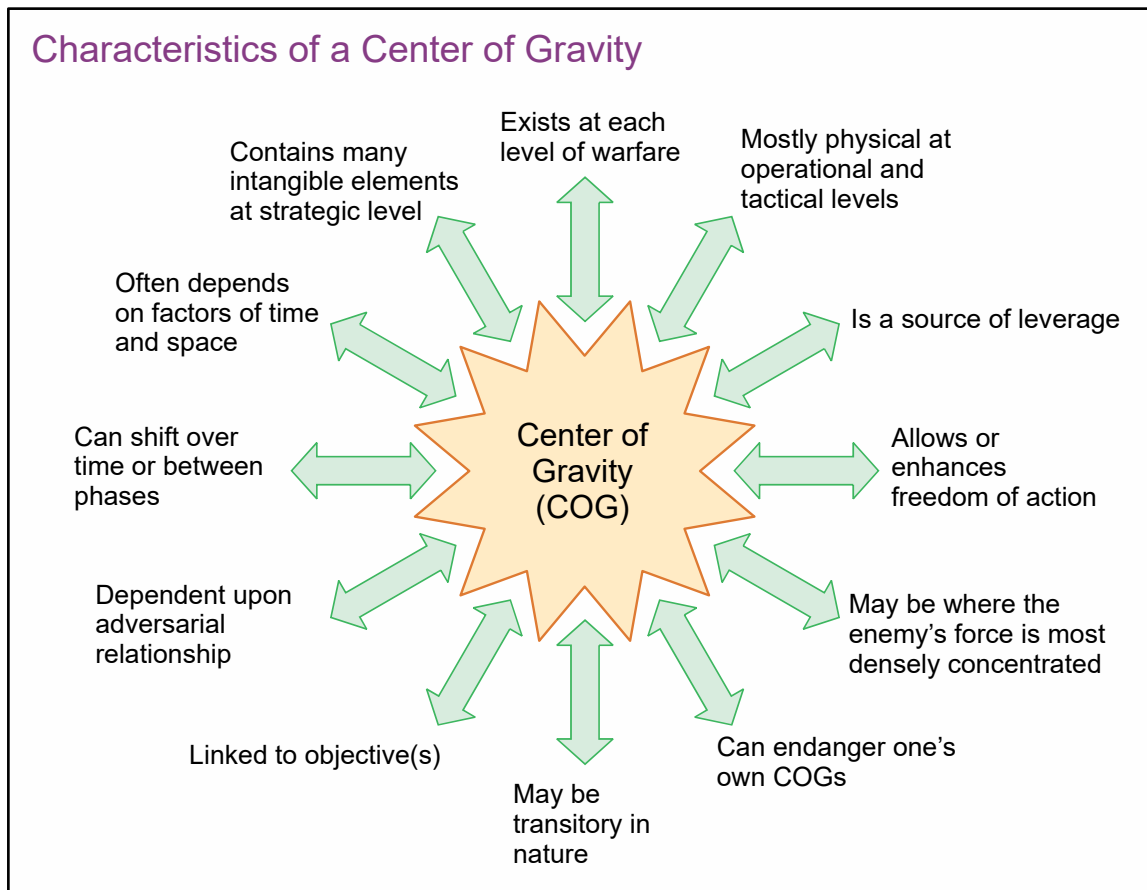 Characteristics of a Center of Gravity
Exists at each
level of warfare
Mostly physical at
operational and
tactical levels
Is a source of leverage
Allows or
enhances
freedom of action
May be where the
enemy’s force is most
densely concentrated
Can endanger one’s
own COGs
May be
transitory in
nature
Linked to objective(s)
Dependent upon
adversarial
relationship
Can shift over
time or between
phases
Often depends
on factors of time
and space
Contains many
intangible elements
at strategic level
Center of
Gravity
(COG)